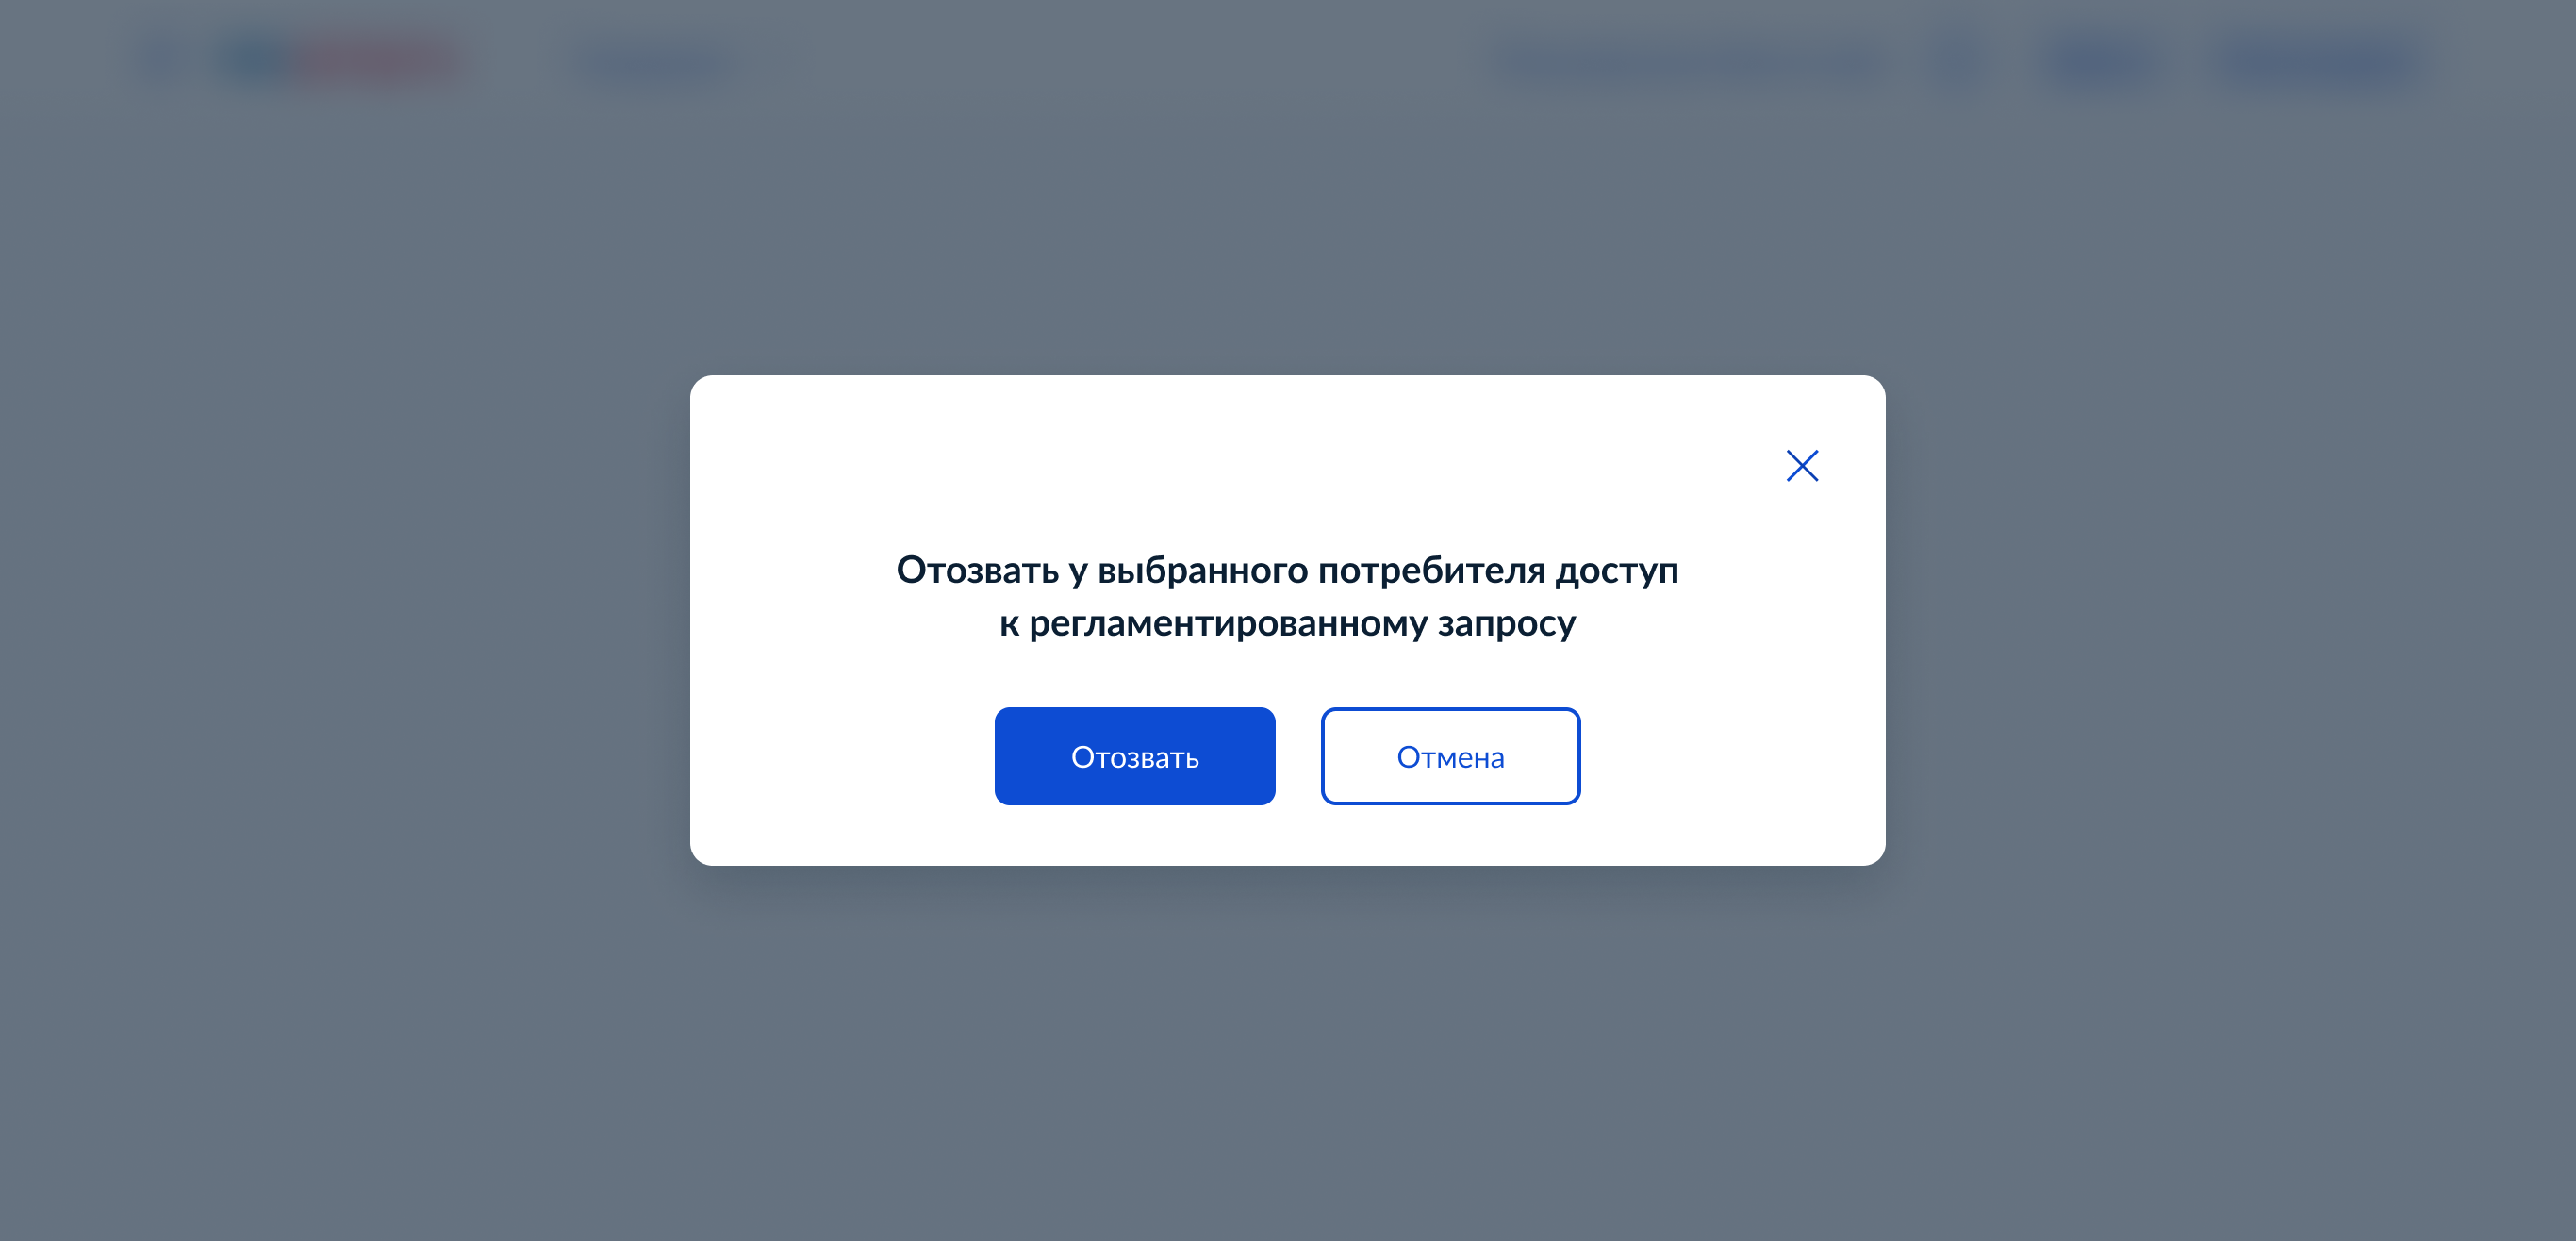 Отозвать у выбранного потребителя доступ
к регламентированному запросу
Отозвать
Отмена